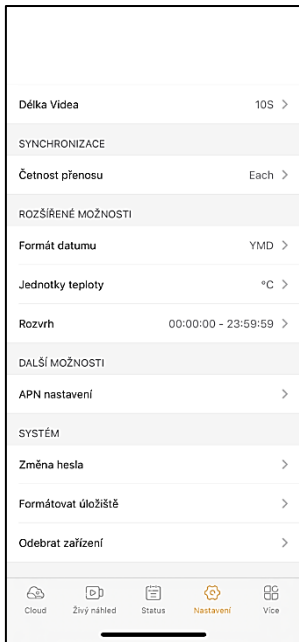 Délka Videa 10S
SYNCHRONIZACE
Četnost přenosu Each
ROZŠÍŘENÉ MOŽNOSTI
Formát datumu YMD
Jednotky teploty °C
Rozvrh 00:00:00 - 23:59:59
DALŠÍ MOŽNOSTI
APN nastavení
SYSTÉM
Změna hesla
Formátovat úložiště
Odebrat zařízení
Cloud Živý náhled Status Nastavení Více